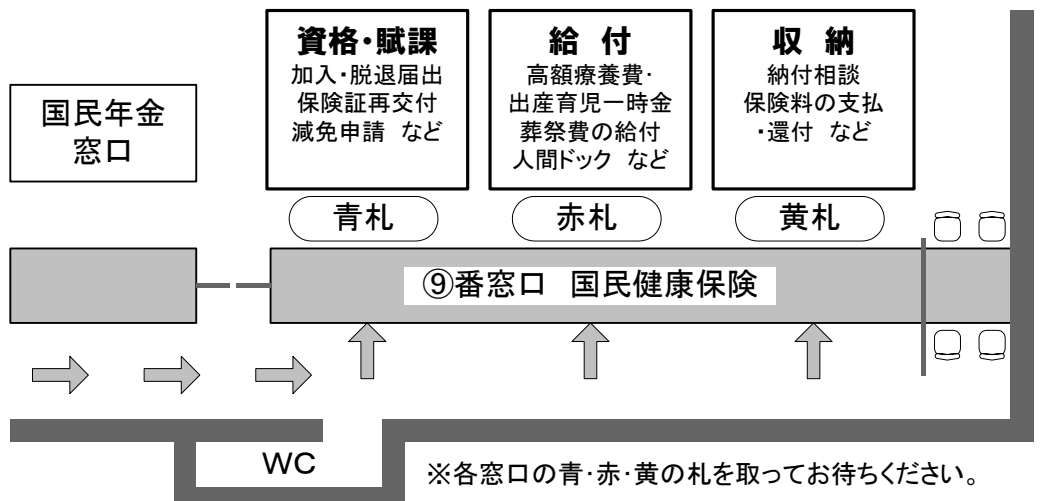 国民年金
窓口
資格・賦課
加入・脱退届出
保険証再交付
減免申請 など
青札
給 付
高額療養費・
出産育児一時金
葬祭費の給付
人間ドック など
赤札
収 納
納付相談
保険料の支払
・還付 など
黄札
⑨番窓口 国民健康保険
WC
※各窓口の青・赤・黄の札を取ってお待ちください。